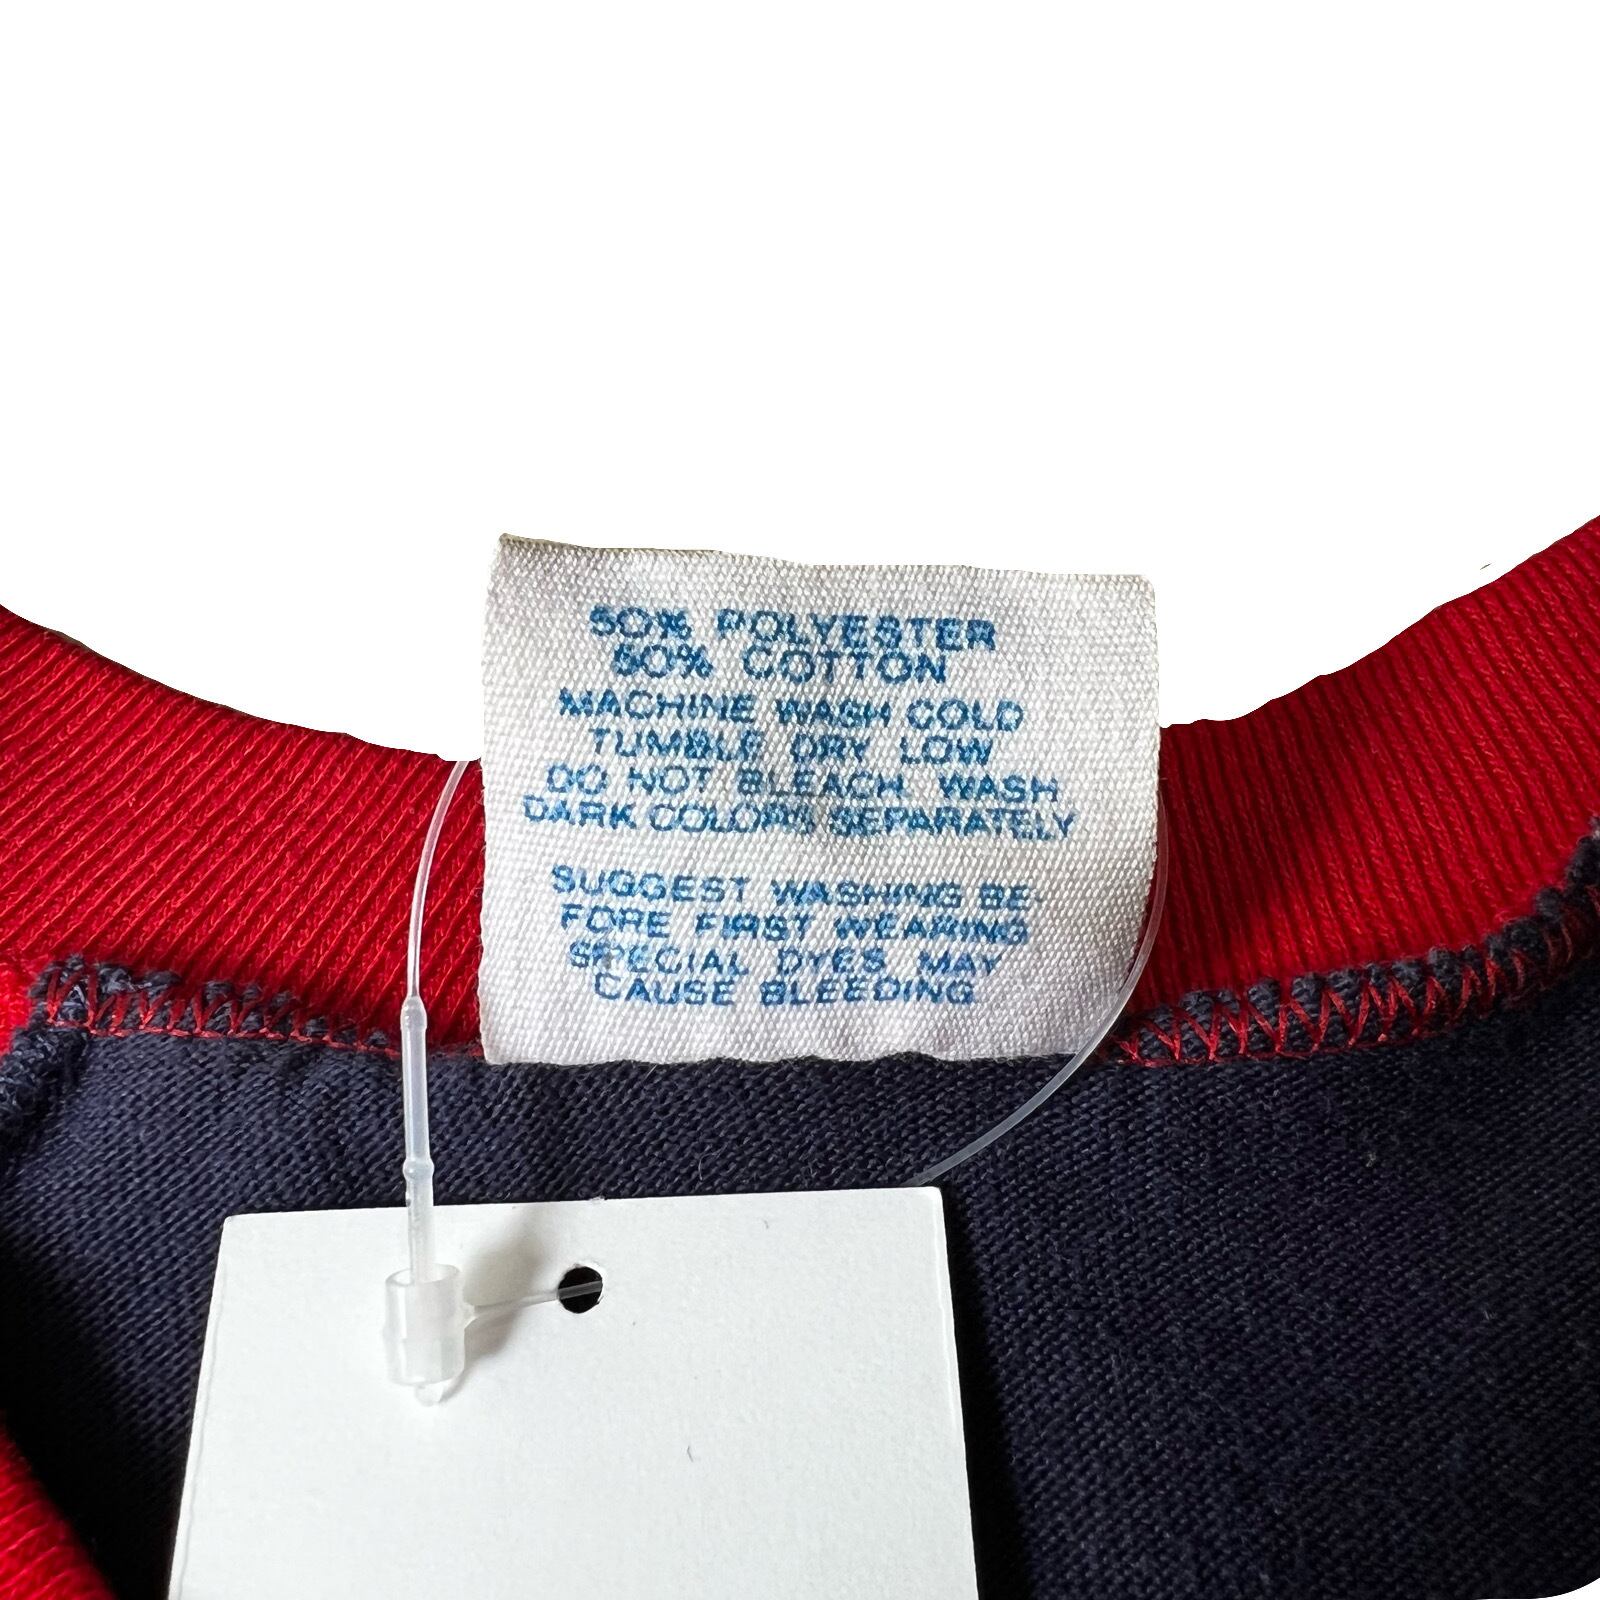 50% POLYESTER
50% COTTON
MACHINE WASH COLD
TUMBLE DRY LOW
DO NOT BLEACH. WASH
DARK COLORS SEPARATELY
SUGGEST WASHING BE-
FORE FIRST WEARING
SPECIAL DYES MAY
CAUSE BLEEDING